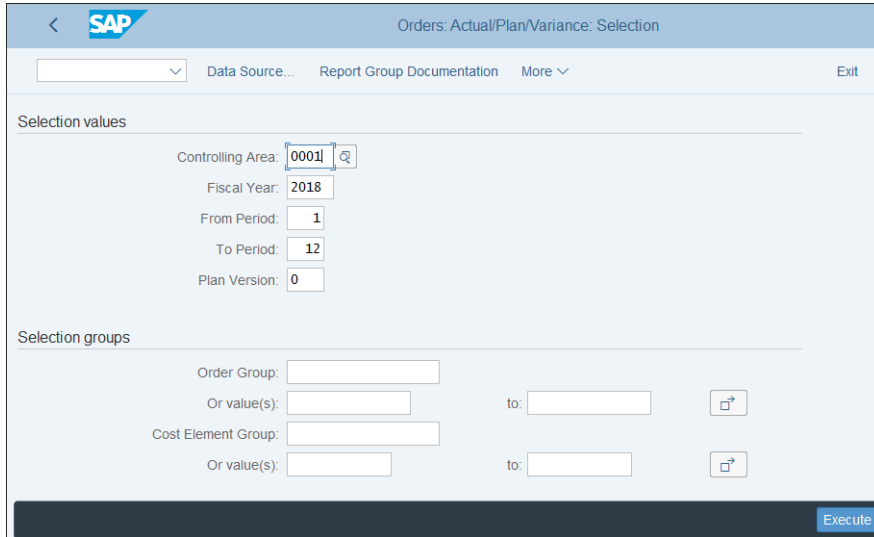 SAP Orders: Actual/Plan/Variance: Selection
Data Source... Report Group Documentation More Exit
Selection values
Controlling Area: 0001
Fiscal Year: 2018
From Period: 1
To Period: 12
Plan Version: 0
Selection groups
Order Group:
Or value(s): to:
Cost Element Group:
Or value(s): to:
Execute